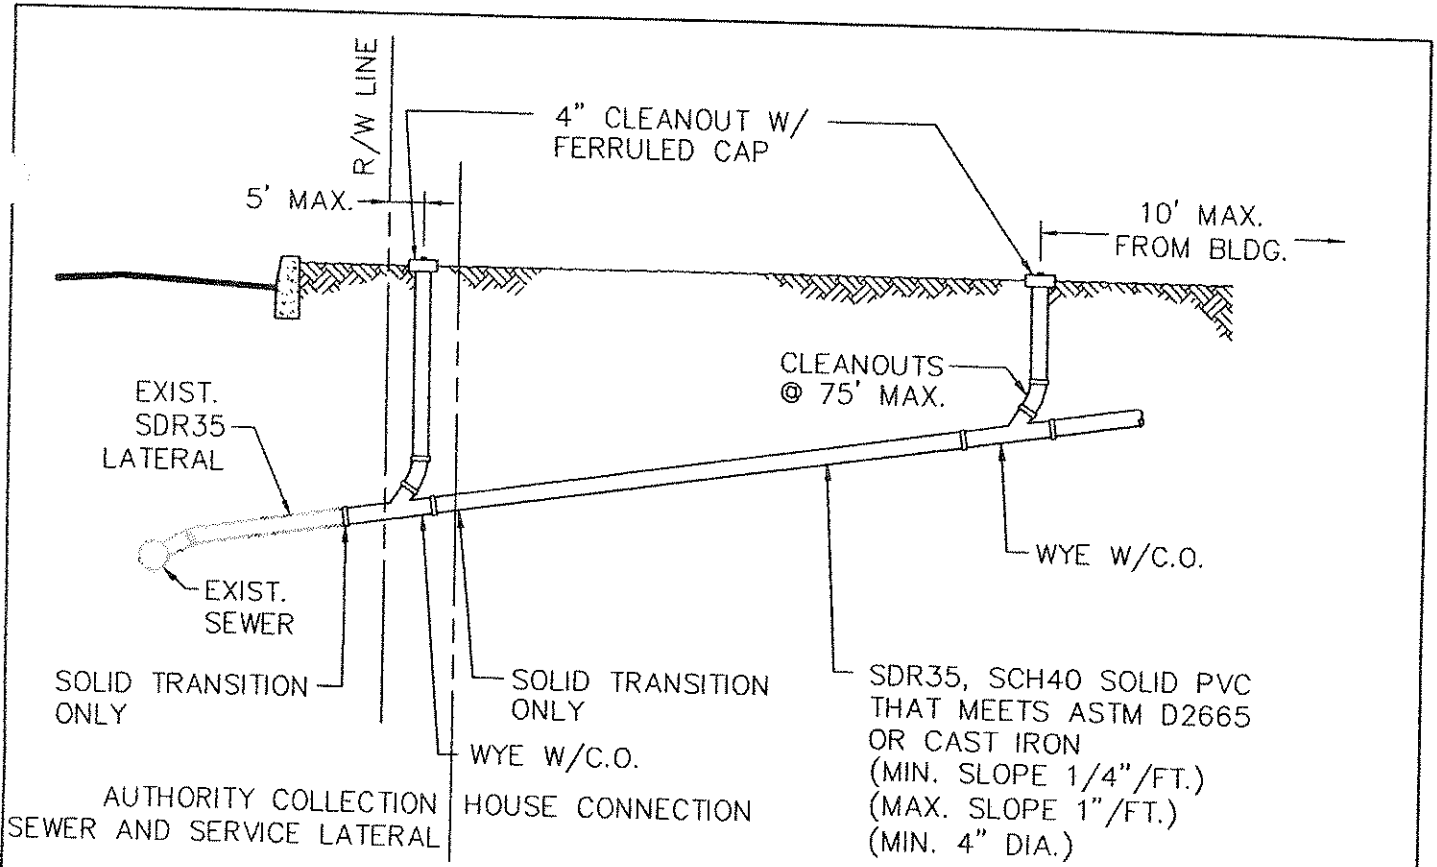 R/W LINE
4" CLEANOUT W/
FERRULED CAP
5' MAX.
10' MAX.
FROM BLDG.
CLEANOUTS
@ 75' MAX.
EXIST.
SDR35
LATERAL
WYE W/C.O.
EXIST.
SEWER
SOLID TRANSITION
ONLY
SOLID TRANSITION
ONLY
WYE W/C.O.
SDR35, SCH40 SOLID PVC
THAT MEETS ASTM D2665
OR CAST IRON
(MIN. SLOPE 1/4"/FT.)
(MAX. SLOPE 1"/FT.)
(MIN. 4" DIA.)
AUTHORITY COLLECTION
SEWER AND SERVICE LATERAL
HOUSE CONNECTION